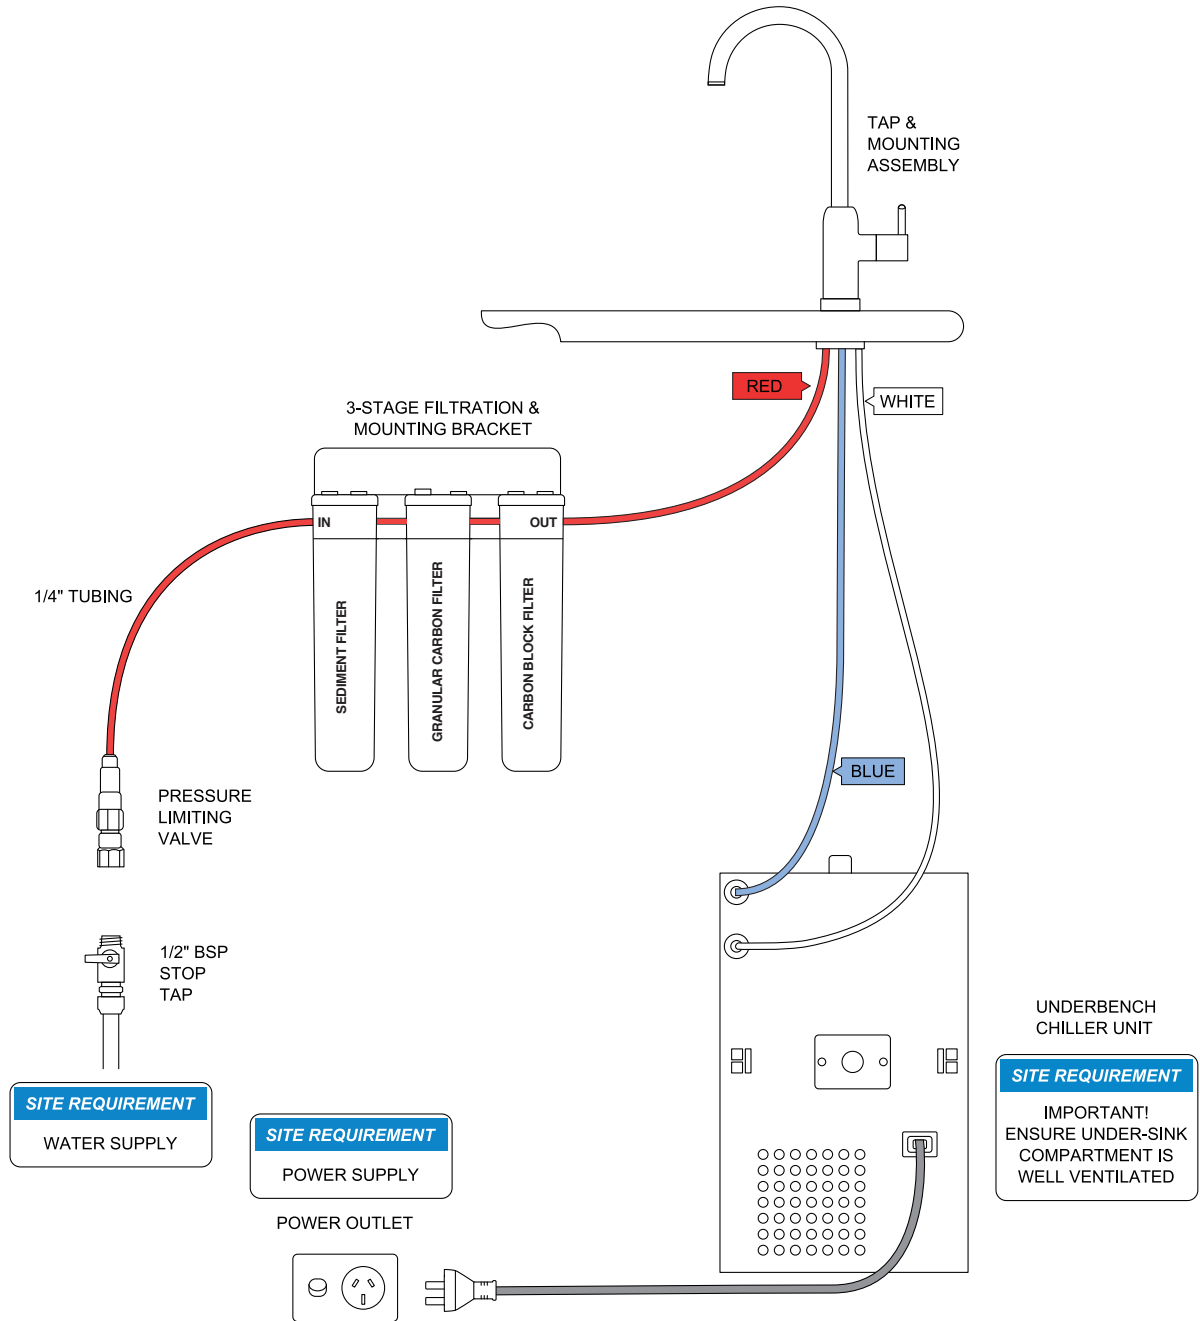 TAP &
MOUNTING
ASSEMBLY
RED
WHITE
3-STAGE FILTRATION &
MOUNTING BRACKET
IN
OUT
SEDIMENT FILTER
GRANULAR CARBON FILTER
CARBON BLOCK FILTER
1/4" TUBING
BLUE
PRESSURE
LIMITING
VALVE
1/2" BSP
STOP
TAP
UNDERBENCH
CHILLER UNIT
SITE REQUIREMENT
IMPORTANT!
ENSURE UNDER-SINK
COMPARTMENT IS
WELL VENTILATED
SITE REQUIREMENT
WATER SUPPLY
SITE REQUIREMENT
POWER SUPPLY
POWER OUTLET